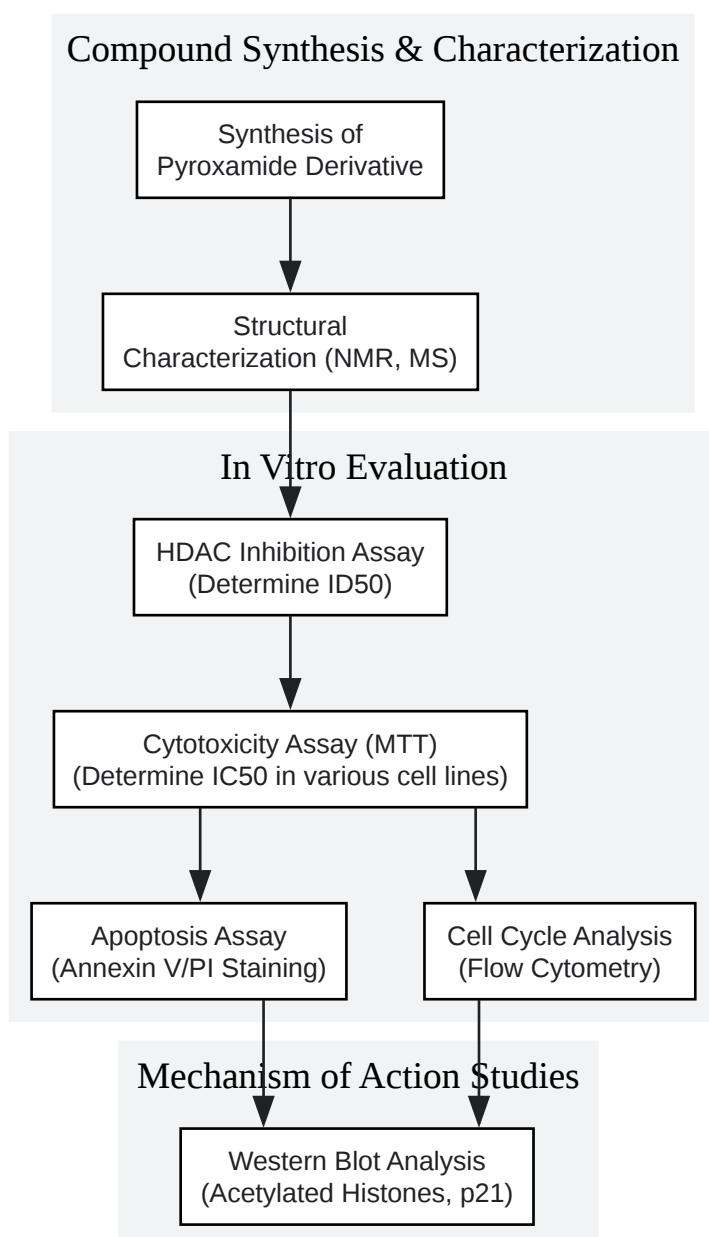 Compound Synthesis & Characterization
Synthesis of
Pyroxamide Derivative
Structural
Characterization (NMR, MS)
In Vitro Evaluation
HDAC Inhibition Assay
(Determine ID50)
Cytotoxicity Assay (MTT)
(Determine IC50 in various cell lines)
Apoptosis Assay
(Annexin V/PI Staining)
Cell Cycle Analysis
(Flow Cytometry)
Mechanism of Action Studies
Western Blot Analysis
(Acetylated Histones, p21)